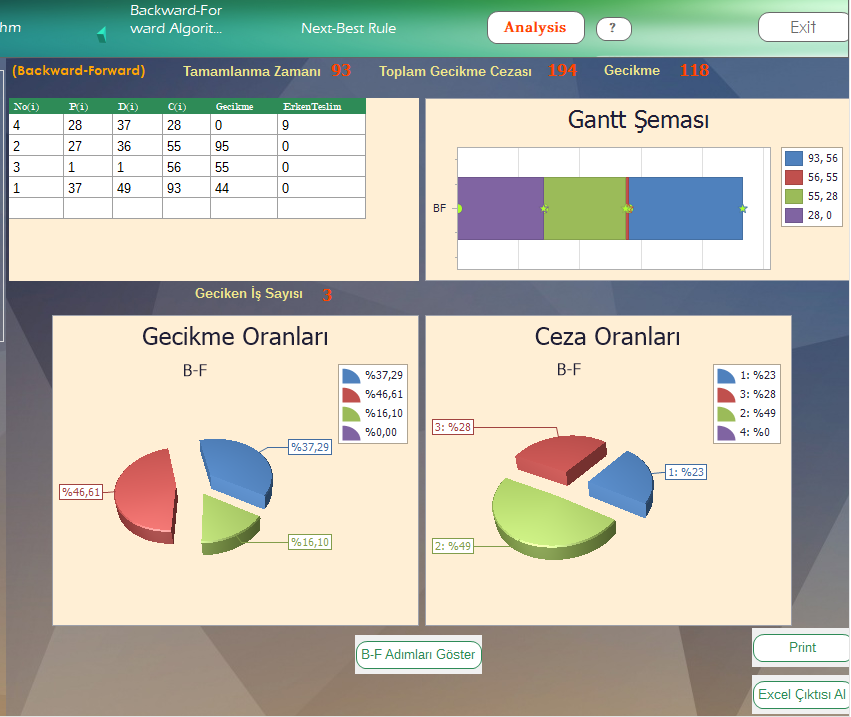 hm
Backward-For
ward Algorit...
Next-Best Rule
Analysis
?
Exit
(Backward-Forward)
Tamamlanma Zamanı 93
Toplam Gecikme Cezası 194
Gecikme 118
No(i) P(i) D(i) C(i) Gecikme ErkenTeslim
4 28 37 28 0 9
2 27 36 55 95 0
3 1 1 56 55 0
1 37 49 93 44 0
Gantt Şeması
BF
93, 56
56, 55
55, 28
28, 0
Geciken İş Sayısı 3
Gecikme Oranları
B-F
%37,29
%46,61
%16,10
%0,00
%37,29
%46,61
%16,10
Ceza Oranları
B-F
1: %23
3: %28
2: %49
4: %0
3: %28
1: %23
2: %49
B-F Adımları Göster
Print
Excel Çıktısı Al